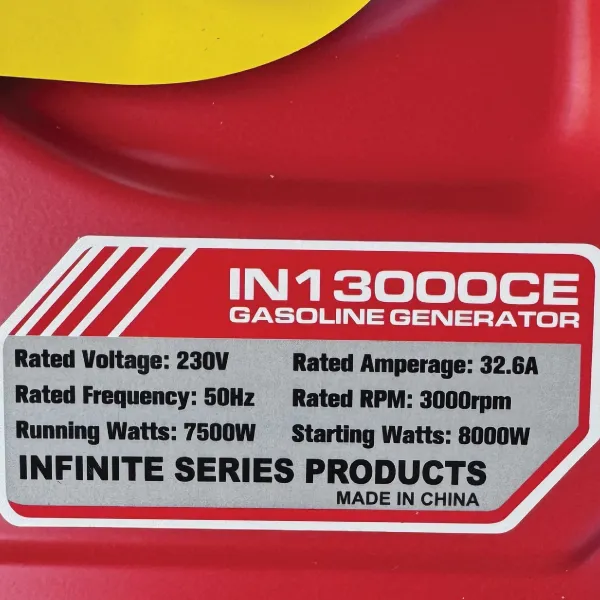 IN13000CE
GASOLINE GENERATOR
Rated Voltage: 230V
Rated Amperage: 32.6A
Rated Frequency: 50Hz
Rated RPM: 3000rpm
Running Watts: 7500W
Starting Watts: 8000W
INFINITE SERIES PRODUCTS
MADE IN CHINA